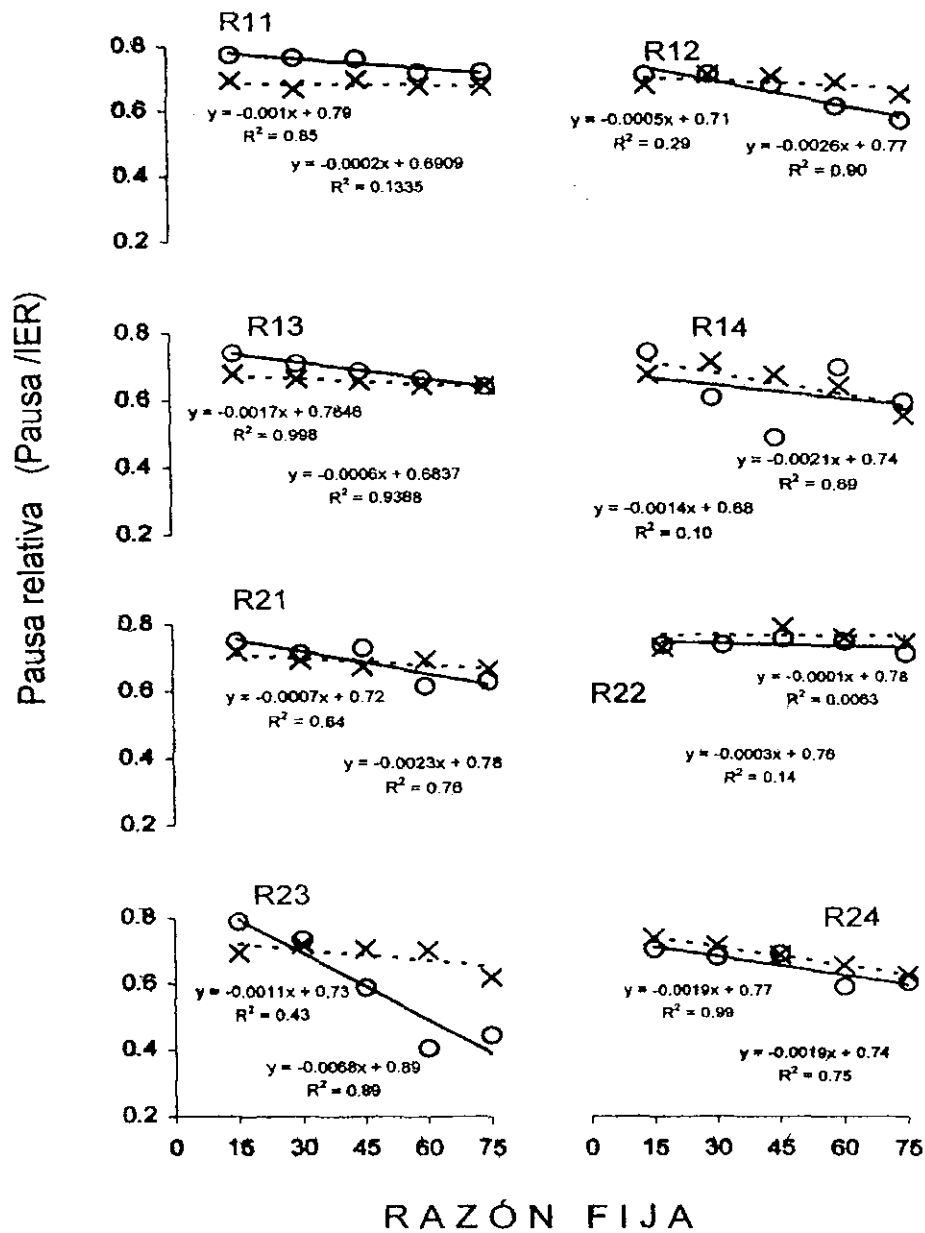 Pausa relativa (Pausa /IER)
R11
0.8
0.6
0.4
0.2
y = -0.001x + 0.79
R² = 0.85
y = -0.0002x + 0.6909
R² = 0.1335
R12
y = -0.0005x + 0.71
R² = 0.29
y = -0.0026x + 0.77
R² = 0.90
R13
0.8
0.6
0.4
0.2
y = -0.0017x + 0.7646
R² = 0.998
y = -0.0006x + 0.6837
R² = 0.9388
R14
y = -0.0021x + 0.74
R² = 0.69
y = -0.0014x + 0.68
R² = 0.10
R21
0.8
0.6
0.4
0.2
y = -0.0007x + 0.72
R² = 0.64
y = -0.0023x + 0.78
R² = 0.76
R22
y = -0.0001x + 0.78
R² = 0.0063
y = -0.0003x + 0.76
R² = 0.14
R23
0.8
0.6
0.4
0.2
y = -0.0011x + 0.73
R² = 0.43
y = -0.0068x + 0.89
R² = 0.89
0 15 30 45 60 75
R24
y = -0.0019x + 0.77
R² = 0.99
y = -0.0019x + 0.74
R² = 0.75
0 15 30 45 60 75
RAZÓN FIJA